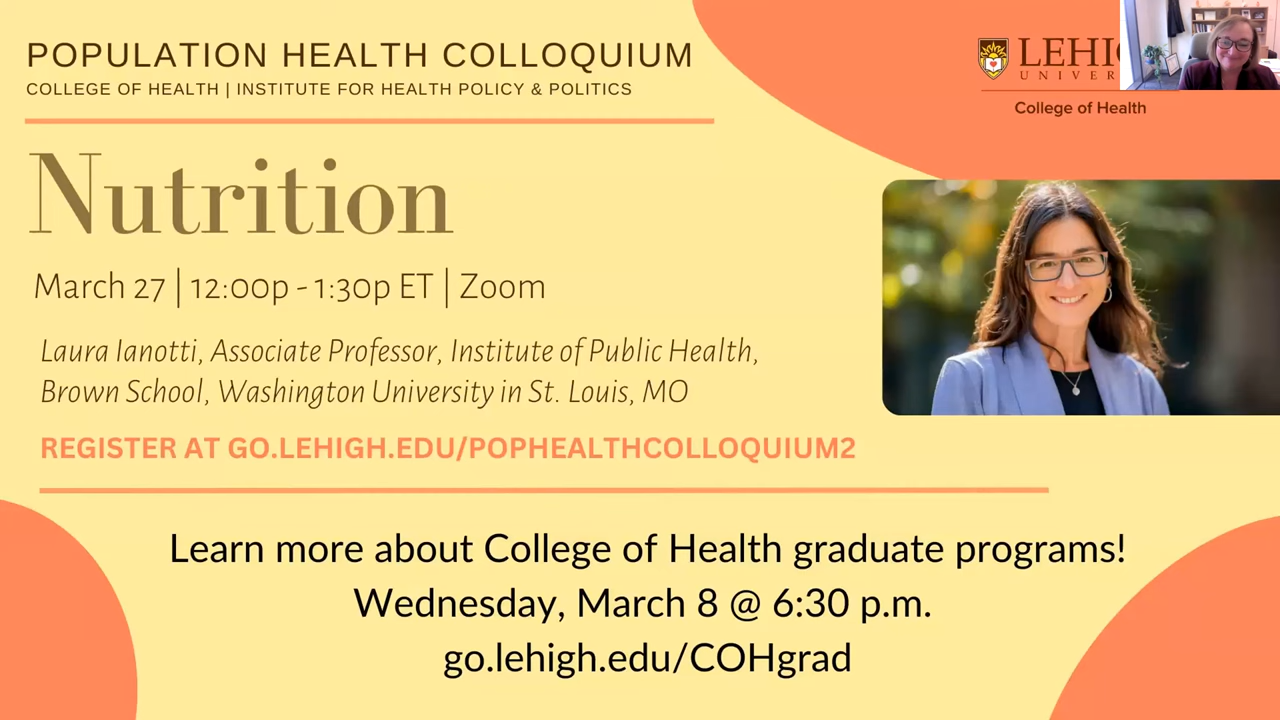 POPULATION HEALTH COLLOQUIUM
COLLEGE OF HEALTH | INSTITUTE FOR HEALTH POLICY & POLITICS
College of Health
Nutrition
March 27 | 12:00p - 1:30p ET | Zoom
Laura Ianotti, Associate Professor, Institute of Public Health,
Brown School, Washington University in St. Louis, MO
REGISTER AT GO.LEHIGH.EDU/POPHEALTHCOLLOQUIUM2
Learn more about College of Health graduate programs!
Wednesday, March 8 @ 6:30 p.m.
go.lehigh.edu/COHgrad